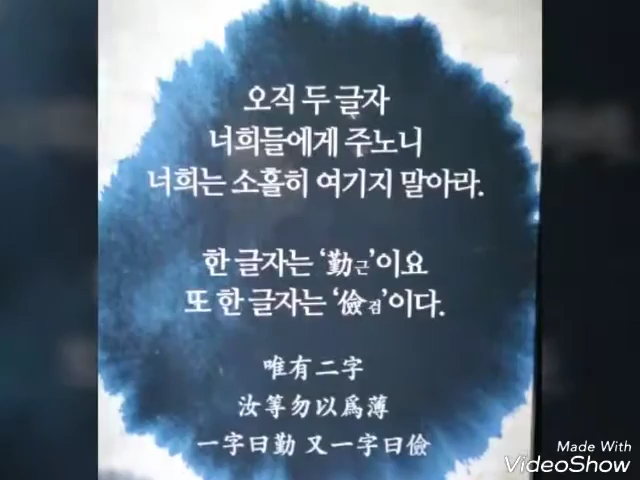 오직 두 글자
너희들에게 주노니
너희는 소홀히 여기지 말아라.
한 글자는 ‘勤근’이요
또 한 글자는 ‘儉검’이다.
唯有二字
汝等勿以爲薄
一字曰勤 又一字曰儉
Made With
VideoShow